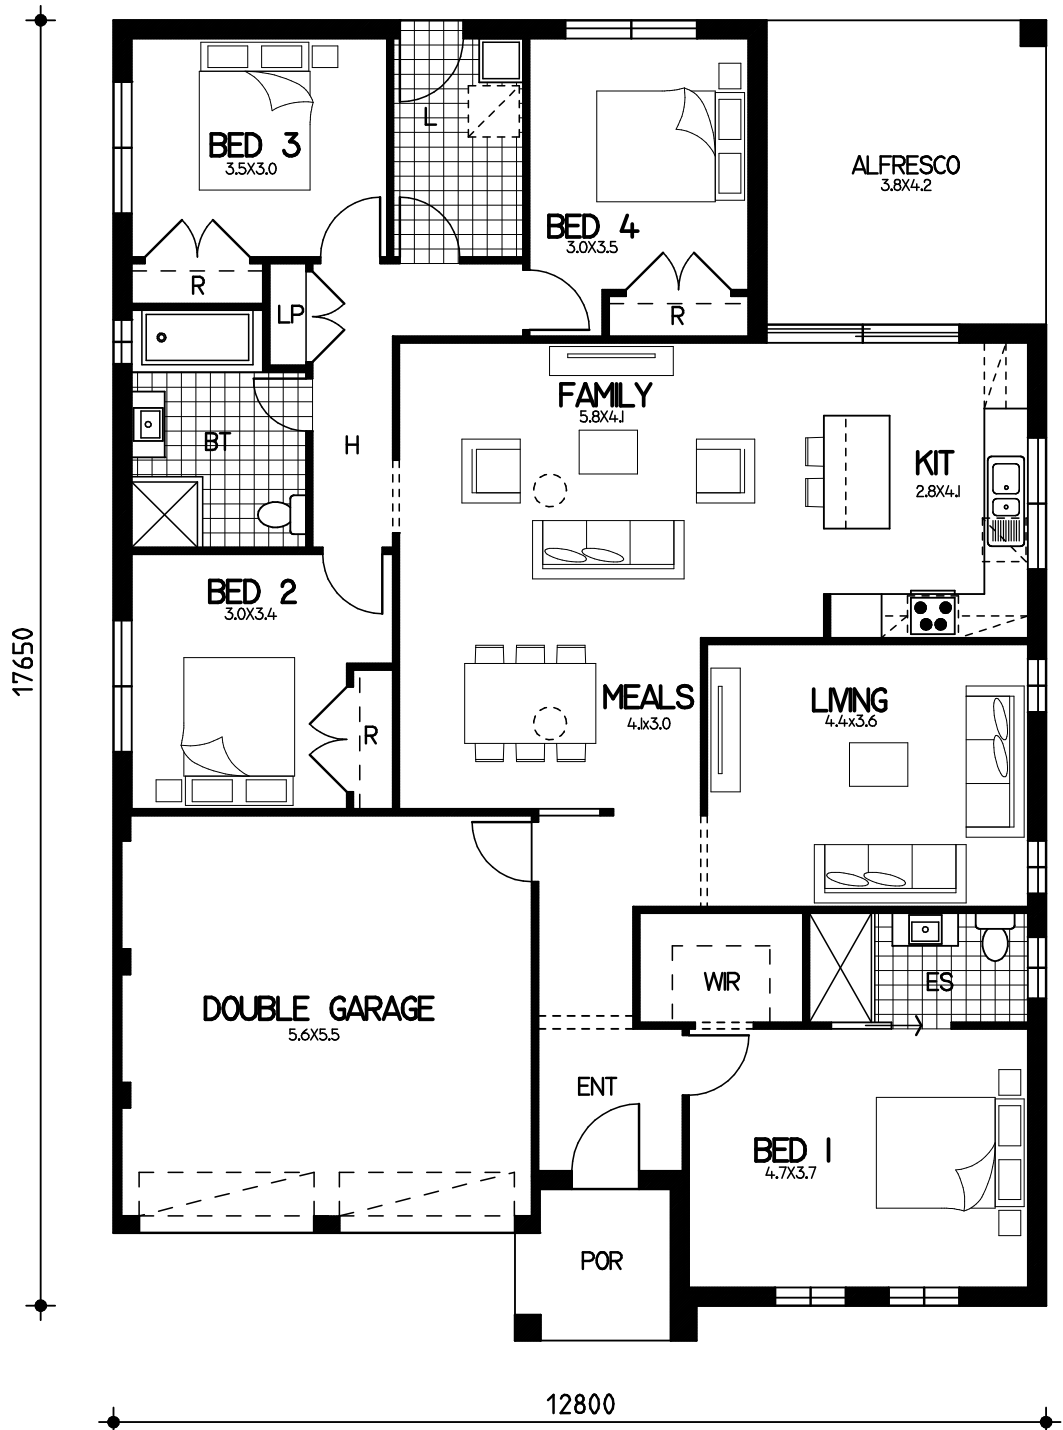 BED 3
3.5X3.0
L
BED 4
3.0X3.5
ALFRESCO
3.8X4.2
R
LP
R
FAMILY
5.8X4.1
BT
H
KIT
2.8X4.1
BED 2
3.0X3.4
17650
MEALS
4.1x3.0
LIVING
4.4x3.6
R
WIR
ES
DOUBLE GARAGE
5.6X5.5
ENT
BED 1
4.7X3.7
POR
12800